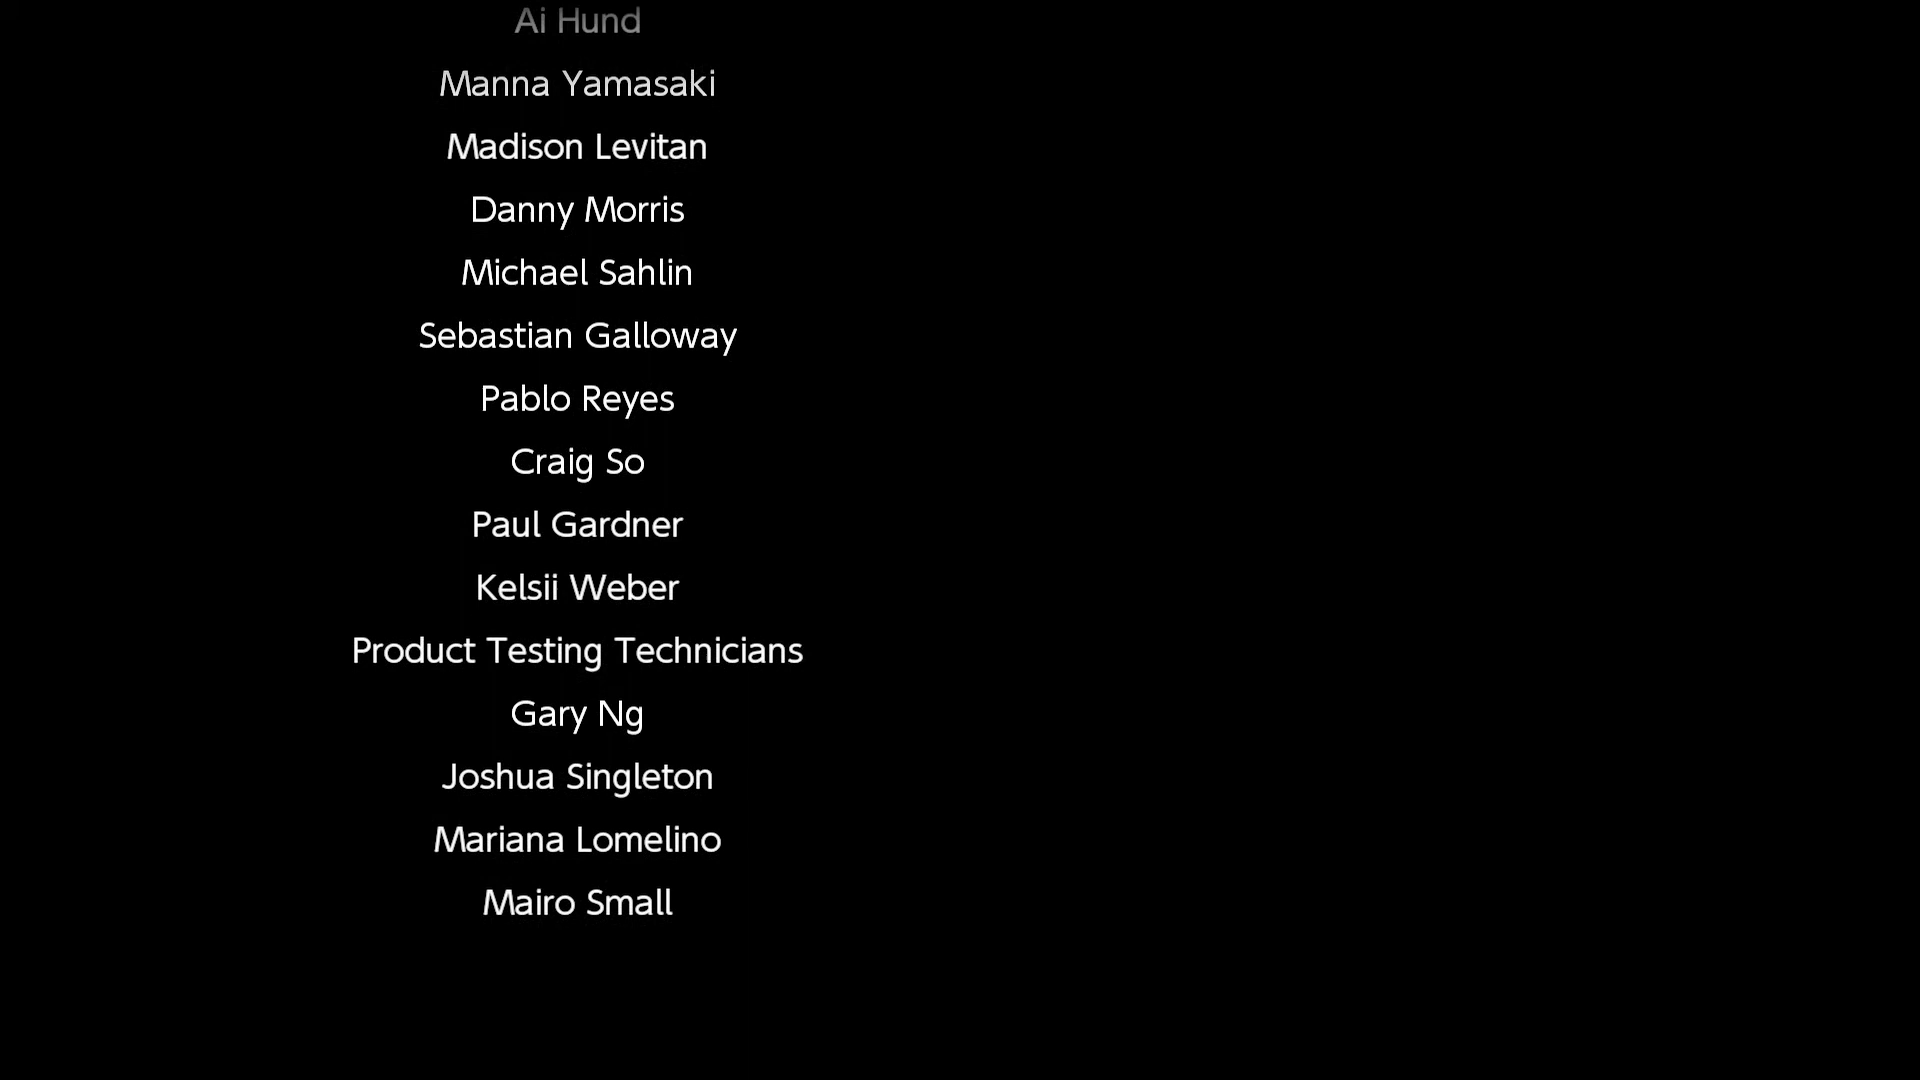 Ai Hund
Manna Yamasaki
Madison Levitan
Danny Morris
Michael Sahlin
Sebastian Galloway
Pablo Reyes
Craig So
Paul Gardner
Kelsii Weber
Product Testing Technicians
Gary Ng
Joshua Singleton
Mariana Lomelino
Mairo Small